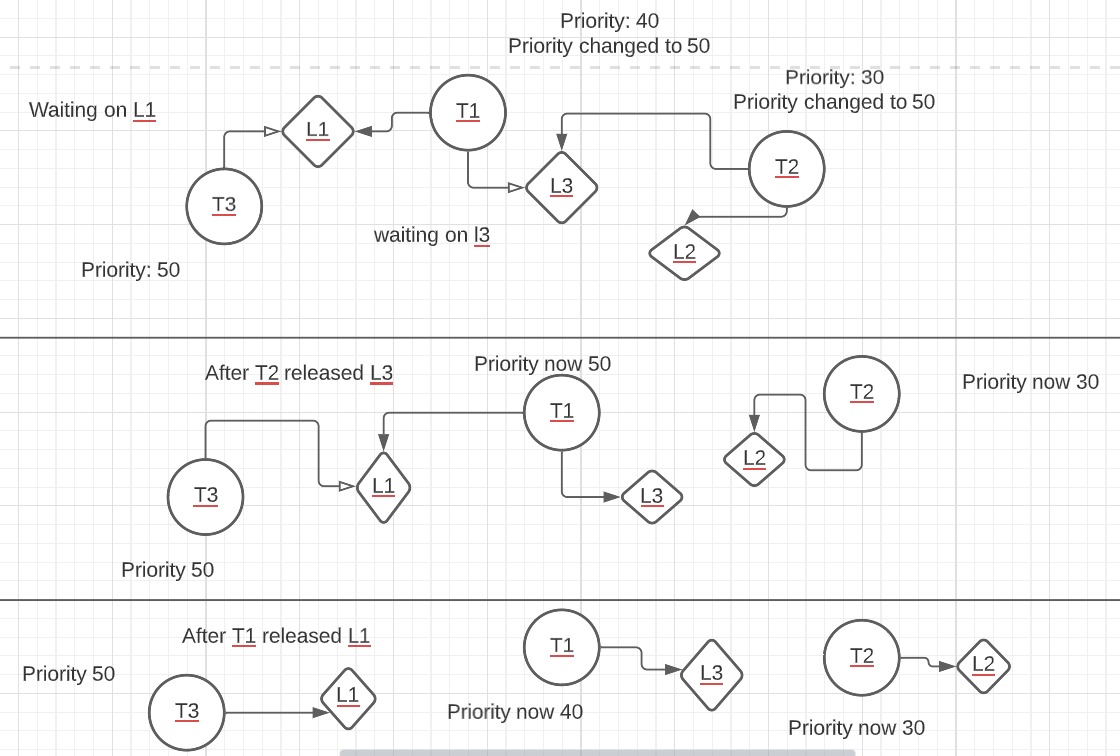 Priority: 40
Priority changed to 50
Priority: 30
Priority changed to 50
Waiting on L1
L1
T1
T2
T3
L3
waiting on l3
L2
Priority: 50
After T2 released L3
Priority now 50
T1
T2
Priority now 30
L2
T3
L1
L3
Priority 50
After T1 released L1
T1
T2
Priority 50
L1
L3
L2
T3
Priority now 40
Priority now 30